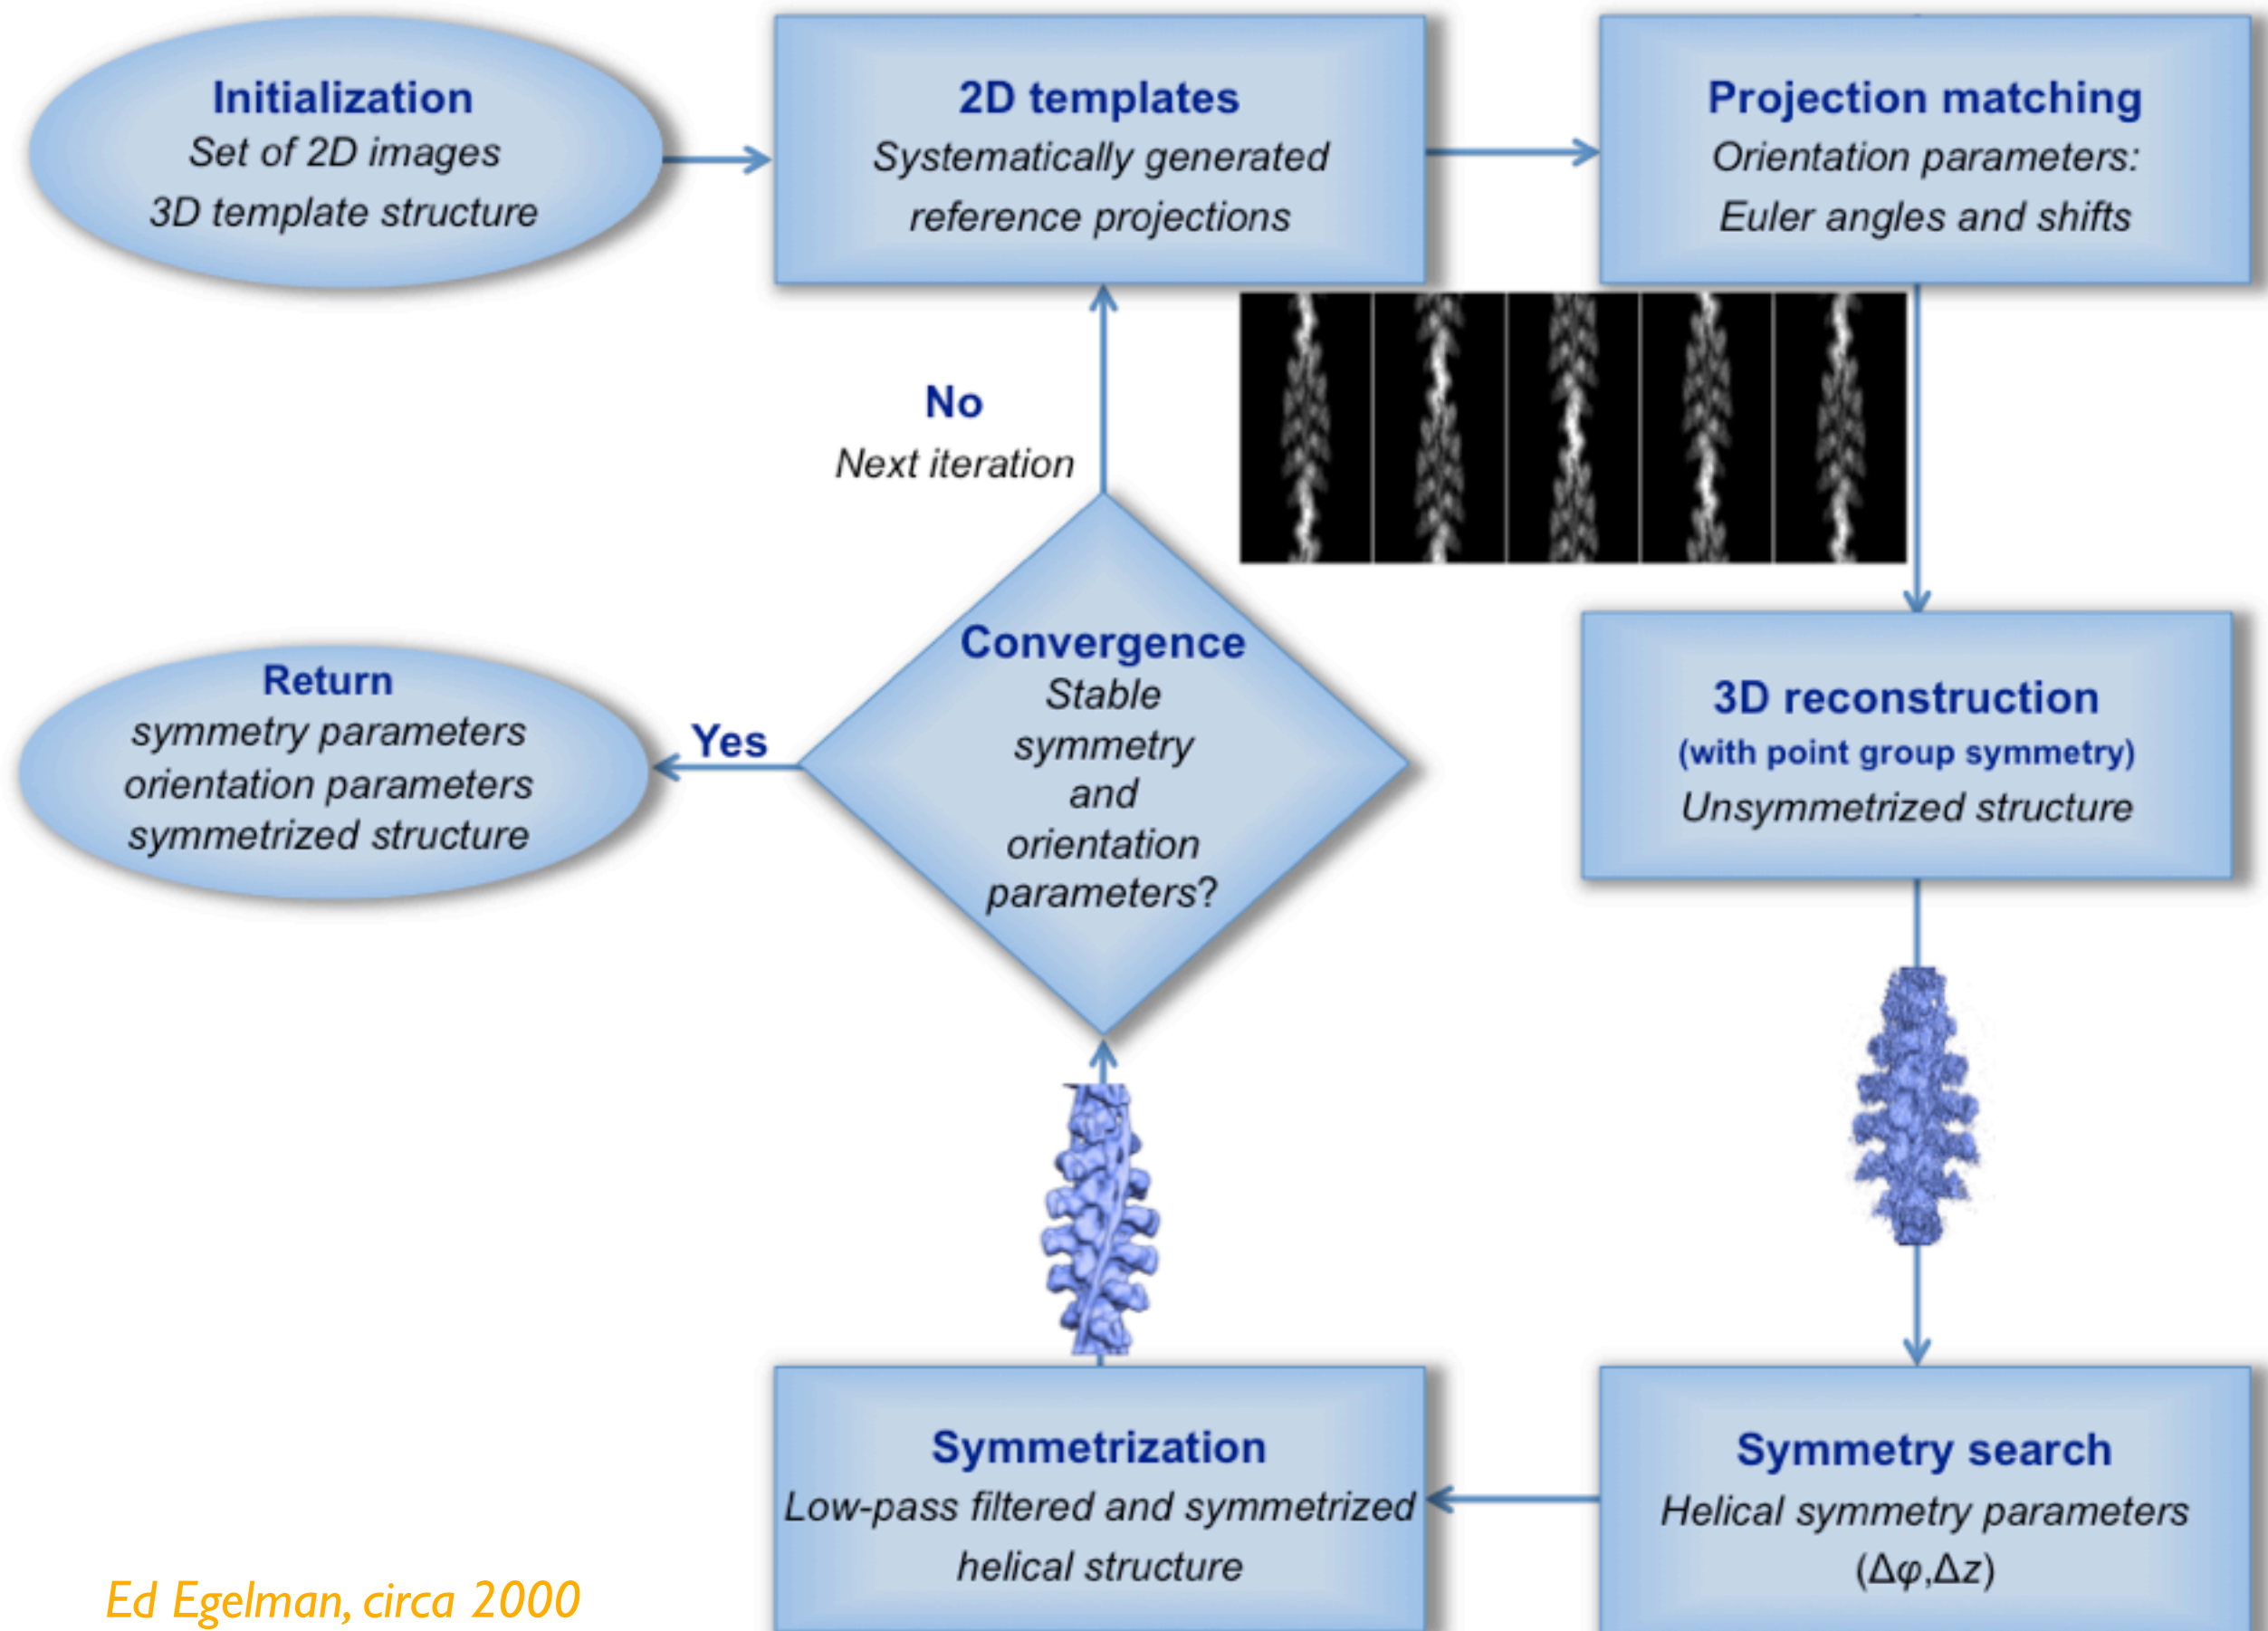 Initialization
Set of 2D images
3D template structure
2D templates
Systematically generated
reference projections
Projection matching
Orientation parameters:
Euler angles and shifts
No
Next iteration
Convergence
Stable
symmetry
and
orientation
parameters?
Yes
Return
symmetry parameters
orientation parameters
symmetrized structure
3D reconstruction
(with point group symmetry)
Unsymmetrized structure
Symmetrization
Low-pass filtered and symmetrized
helical structure
Symmetry search
Helical symmetry parameters
(Δφ,Δz)
Ed Egelman, circa 2000